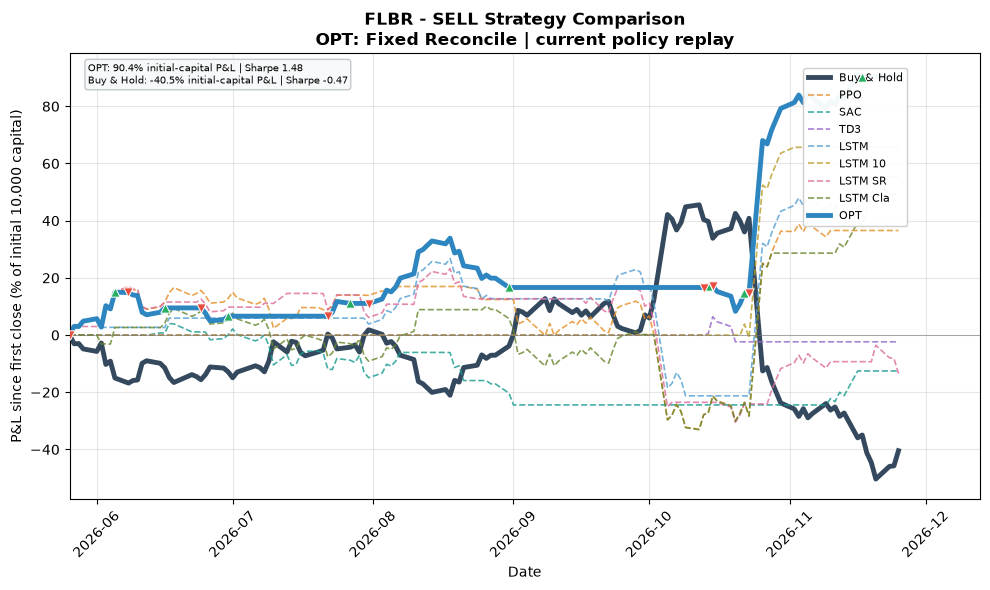 FLBR - SELL Strategy Comparison
OPT: Fixed Reconcile | current policy replay
OPT: 90.4% initial-capital P&L | Sharpe 1.48
Buy & Hold: -40.5% initial-capital P&L | Sharpe -0.47
Buy & Hold
PPO
SAC
TD3
LSTM
LSTM 10
LSTM SR
LSTM Cla
OPT
P&L since first close (% of initial 10,000 capital)
80
60
40
20
0
−20
−40
2026-06
2026-07
2026-08
2026-09
2026-10
2026-11
2026-12
Date